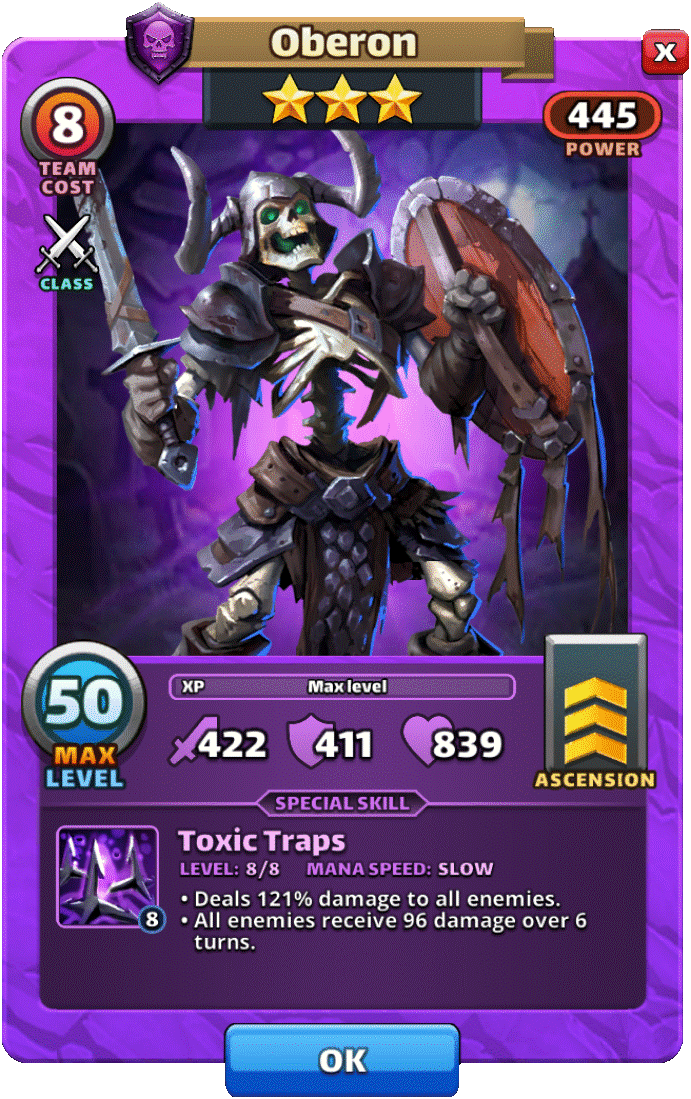 Oberon
X
8
TEAM
COST
445
POWER
CLASS
50
MAX
LEVEL
XP Max level
422 411 839
ASCENSION
SPECIAL SKILL
Toxic Traps
LEVEL: 8/8 MANA SPEED: SLOW
8
• Deals 121% damage to all enemies.
• All enemies receive 96 damage over 6
turns.
OK